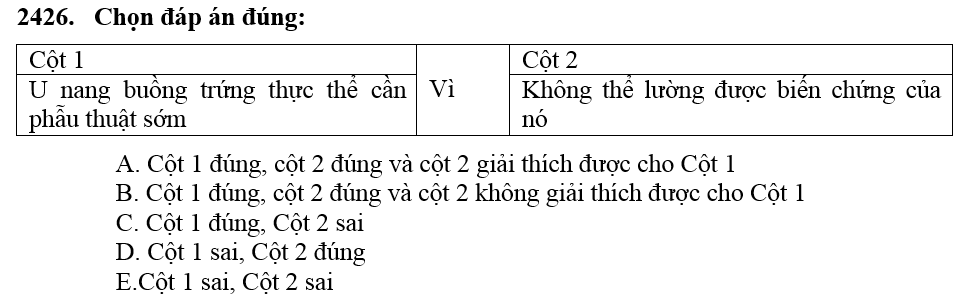 2426. Chọn đáp án đúng:
Cột 1
Cột 2
U nang buồng trứng thực thể cần
phẫu thuật sớm
Vì
Không thể lường được biến chứng của
nó
A. Cột 1 đúng, cột 2 đúng và cột 2 giải thích được cho Cột 1
B. Cột 1 đúng, cột 2 đúng và cột 2 không giải thích được cho Cột 1
C. Cột 1 đúng, Cột 2 sai
D. Cột 1 sai, Cột 2 đúng
E.Cột 1 sai, Cột 2 sai